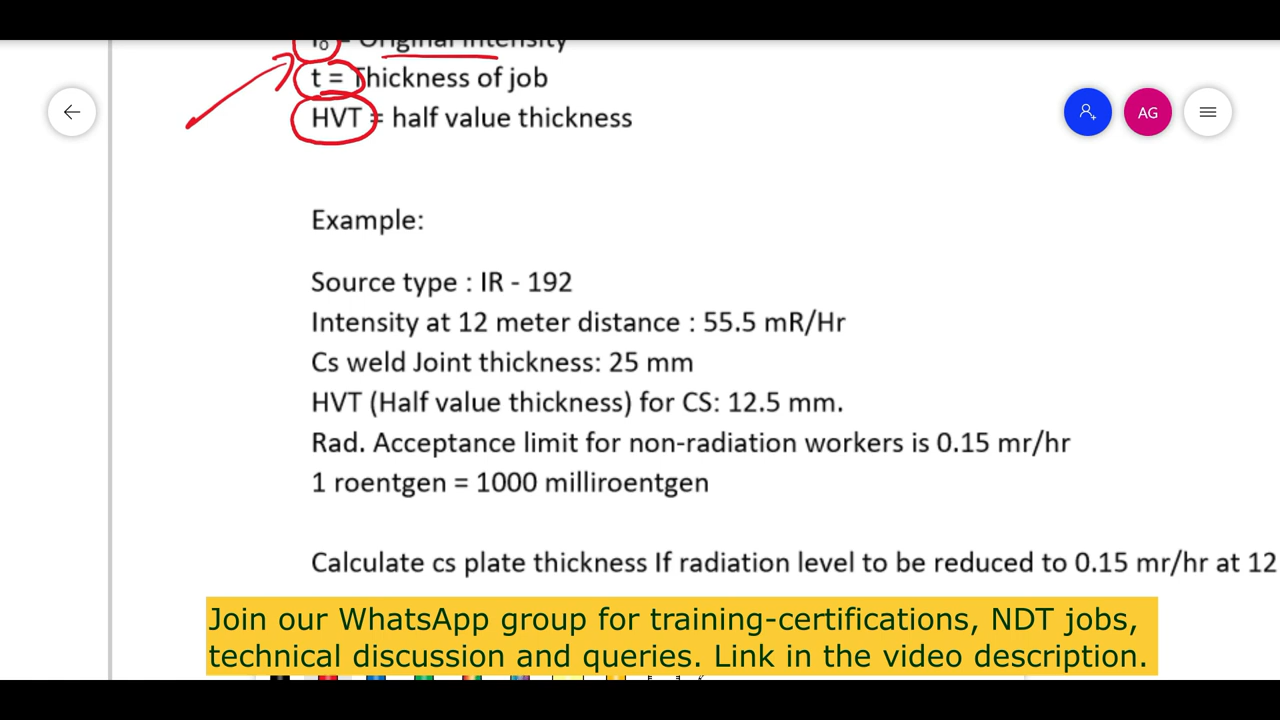 I₀ = Original Intensity
t = Thickness of job
HVT = half value thickness
AG
Example:
Source type : IR - 192
Intensity at 12 meter distance : 55.5 mR/Hr
Cs weld Joint thickness: 25 mm
HVT (Half value thickness) for CS: 12.5 mm.
Rad. Acceptance limit for non-radiation workers is 0.15 mr/hr
1 roentgen = 1000 milliroentgen
Calculate cs plate thickness If radiation level to be reduced to 0.15 mr/hr at 12
Join our WhatsApp group for training-certifications, NDT jobs,
technical discussion and queries. Link in the video description.